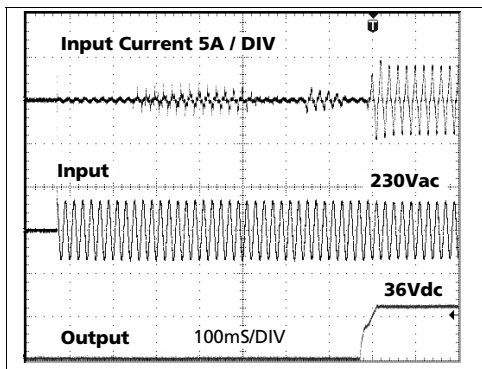 T
Input Current 5A / DIV
Input
230Vac
36Vdc
Output
100mS/DIV